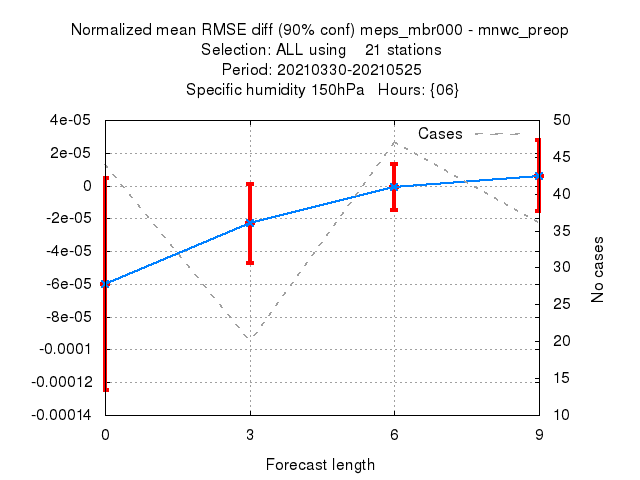 Normalized mean RMSE diff (90% conf) meps_mbr000 - mnwc_preop
Selection: ALL using    21 stations
Period: 20210330-20210525
Specific humidity 150hPa   Hours: {06}
Cases
4e-05
2e-05
0
-2e-05
-4e-05
-6e-05
-8e-05
-0.0001
-0.00012
-0.00014
50
45
40
35
30
25
20
15
10
No cases
0 3 6 9
Forecast length